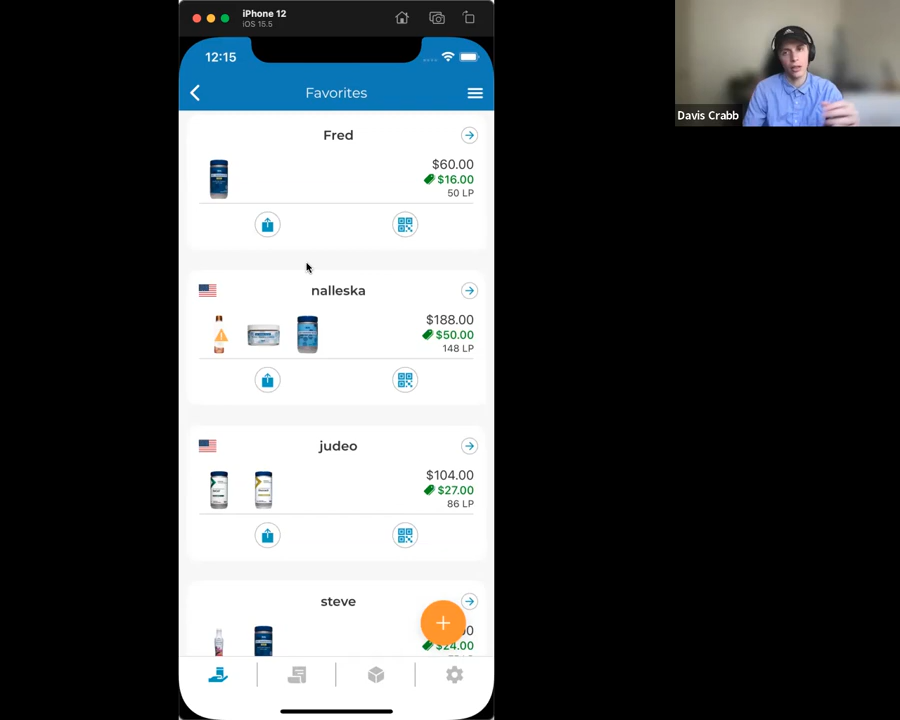 iPhone 12
iOS 15.5
12:15
Favorites
Fred
$60.00
$16.00
50 LP
nalleska
$188.00
$50.00
148 LP
judeo
$104.00
$27.00
86 LP
steve
$24.00
Davis Crabb